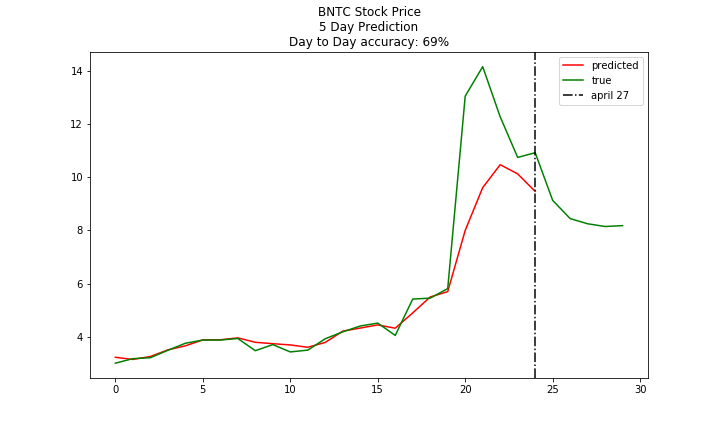 BNTC Stock Price
5 Day Prediction
Day to Day accuracy: 69%
predicted
true
april 27
14
12
10
8
6
4
0 5 10 15 20 25 30